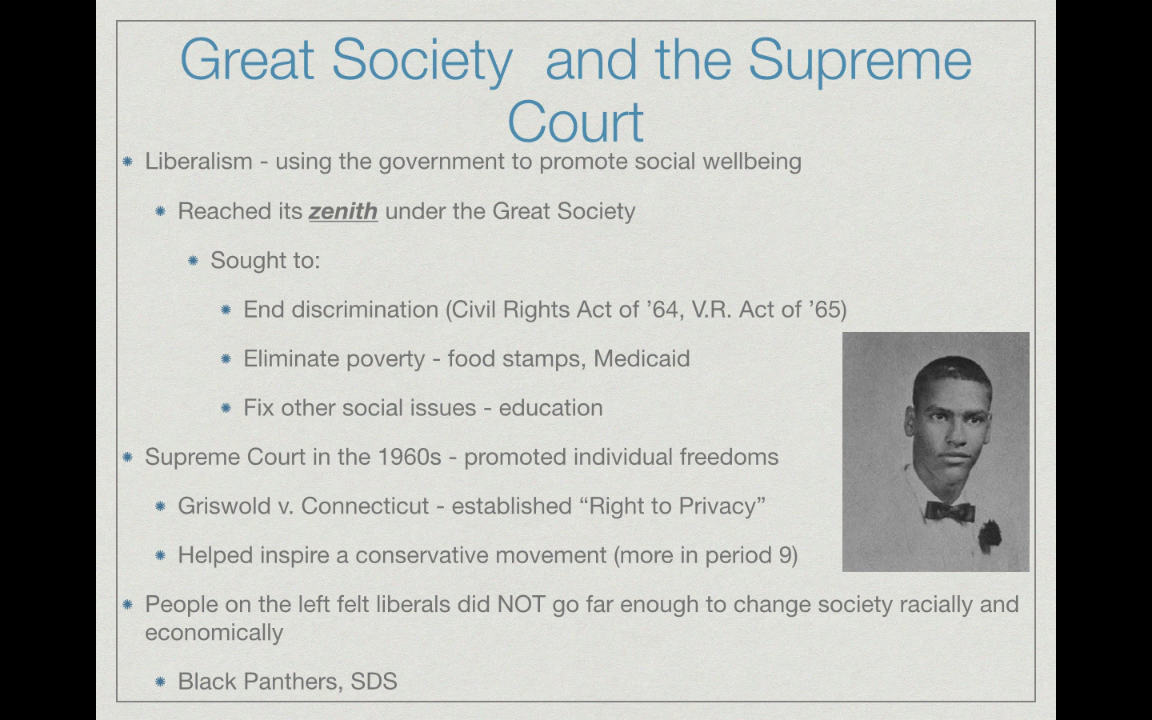 Great Society and the Supreme
Court
Liberalism - using the government to promote social wellbeing
Reached its zenith under the Great Society
Sought to:
End discrimination (Civil Rights Act of ’64, V.R. Act of ’65)
Eliminate poverty - food stamps, Medicaid
Fix other social issues - education
Supreme Court in the 1960s - promoted individual freedoms
Griswold v. Connecticut - established “Right to Privacy”
Helped inspire a conservative movement (more in period 9)
People on the left felt liberals did NOT go far enough to change society racially and
economically
Black Panthers, SDS